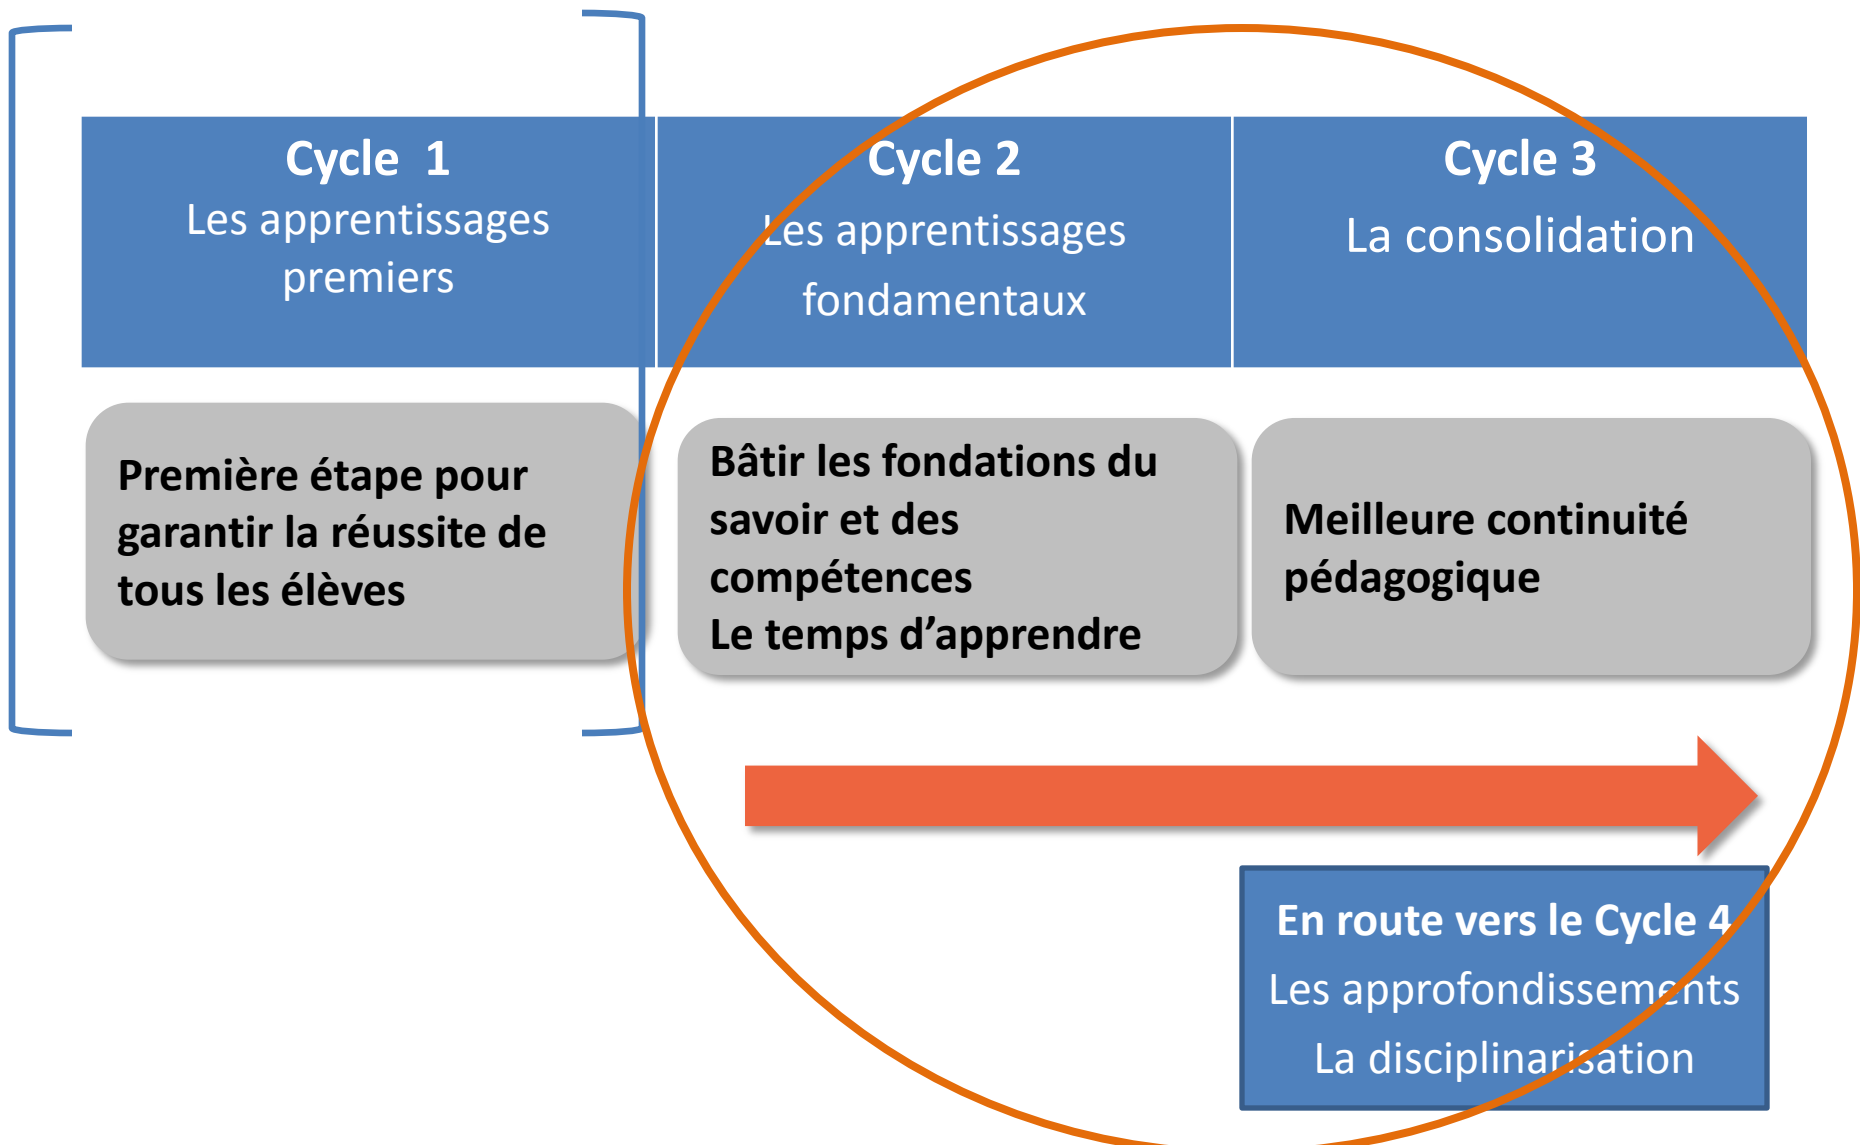 Cycle 1
Les apprentissages
premiers
Cycle 2
Les apprentissages
fondamentaux
Cycle 3
La consolidation
Première étape pour
garantir la réussite de
tous les élèves
Bâtir les fondations du
savoir et des
compétences
Le temps d’apprendre
Meilleure continuité
pédagogique
En route vers le Cycle 4
Les approfondissements
La disciplinarisation